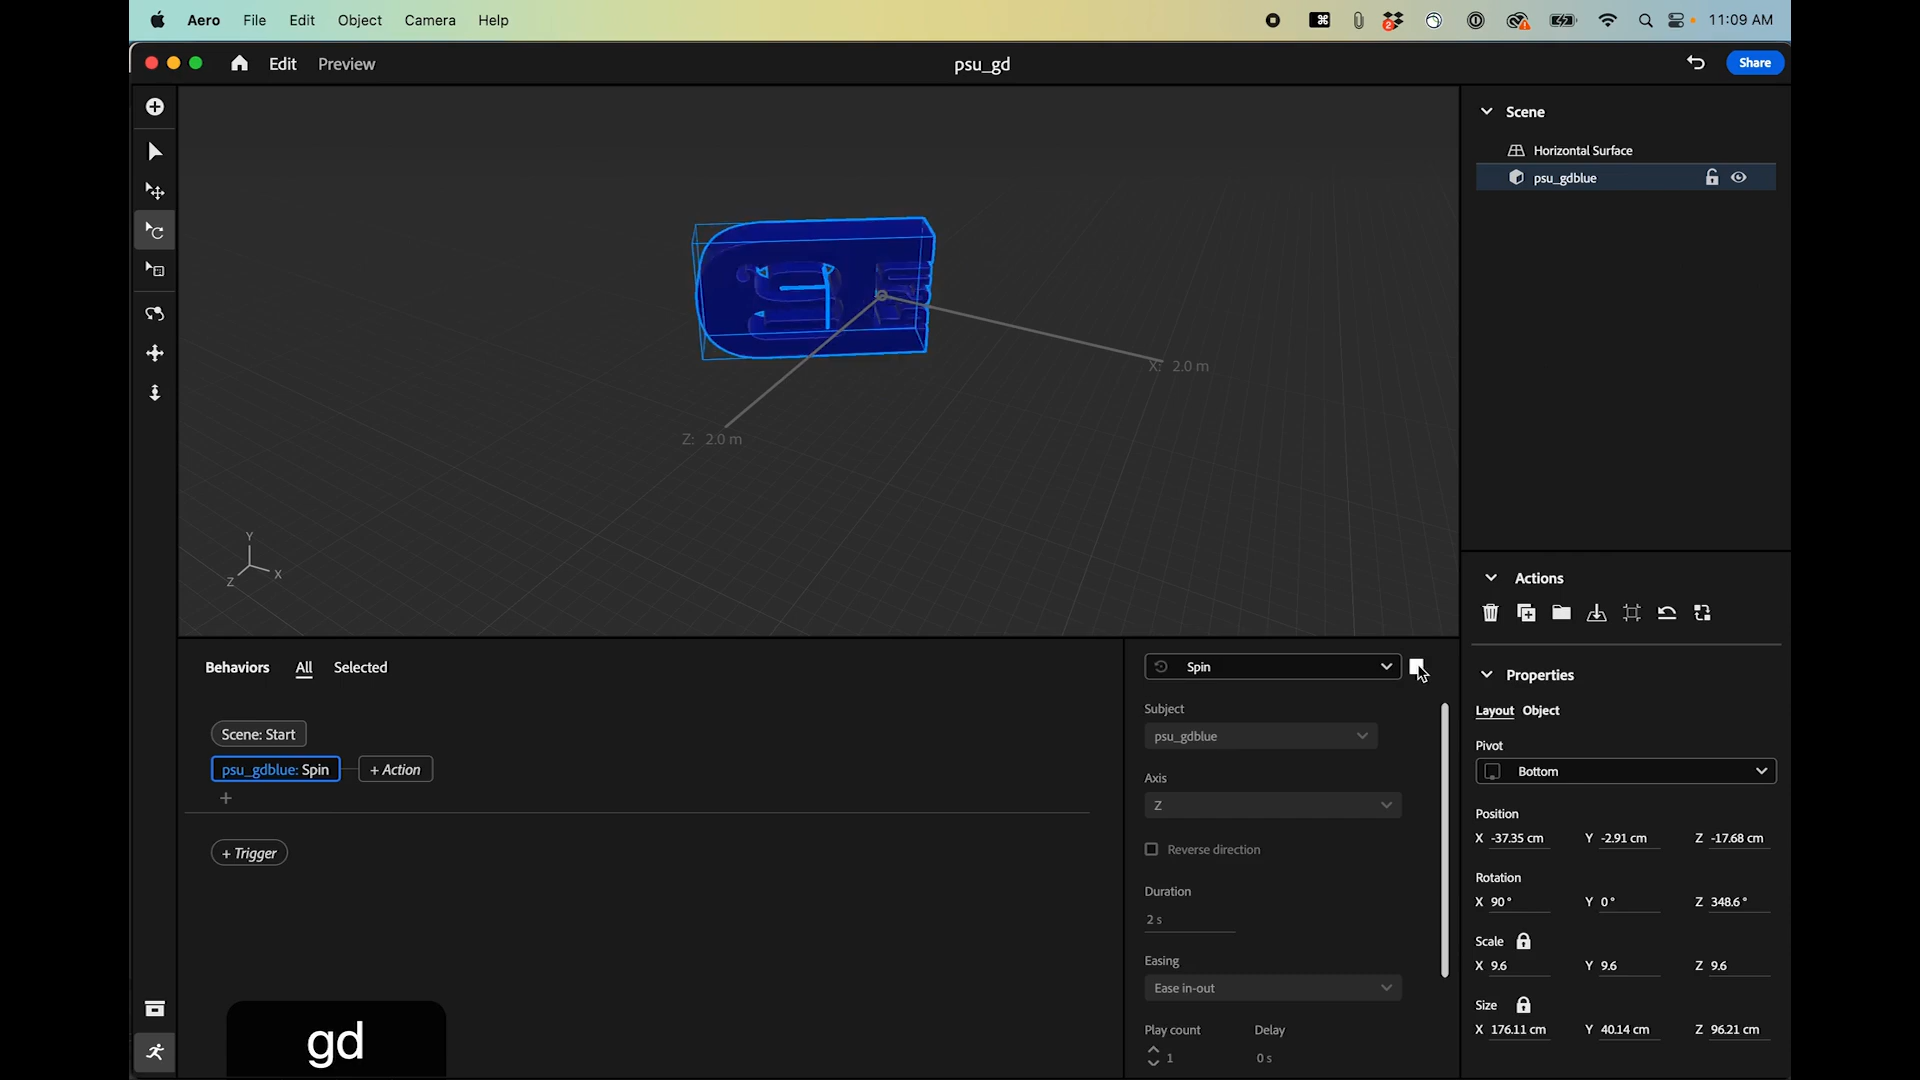 Aero File Edit Object Camera Help 11:09 AM
Edit Preview psu_gd Share
Scene
Horizontal Surface
psu_gdblue
X: 2.0 m
Z: 2.0 m
Y
Z X
Actions
Behaviors All Selected
Scene: Start
psu_gdblue: Spin + Action
+
+ Trigger
gd
Spin
Subject
psu_gdblue
Axis
Z
Reverse direction
Duration
2 s
Easing
Ease in-out
Play count Delay
1 0 s
Properties
Layout Object
Pivot
Bottom
Position
X -37.35 cm Y -2.91 cm Z -17.68 cm
Rotation
X 90° Y 0° Z 348.6°
Scale
X 9.6 Y 9.6 Z 9.6
Size
X 176.11 cm Y 40.14 cm Z 96.21 cm